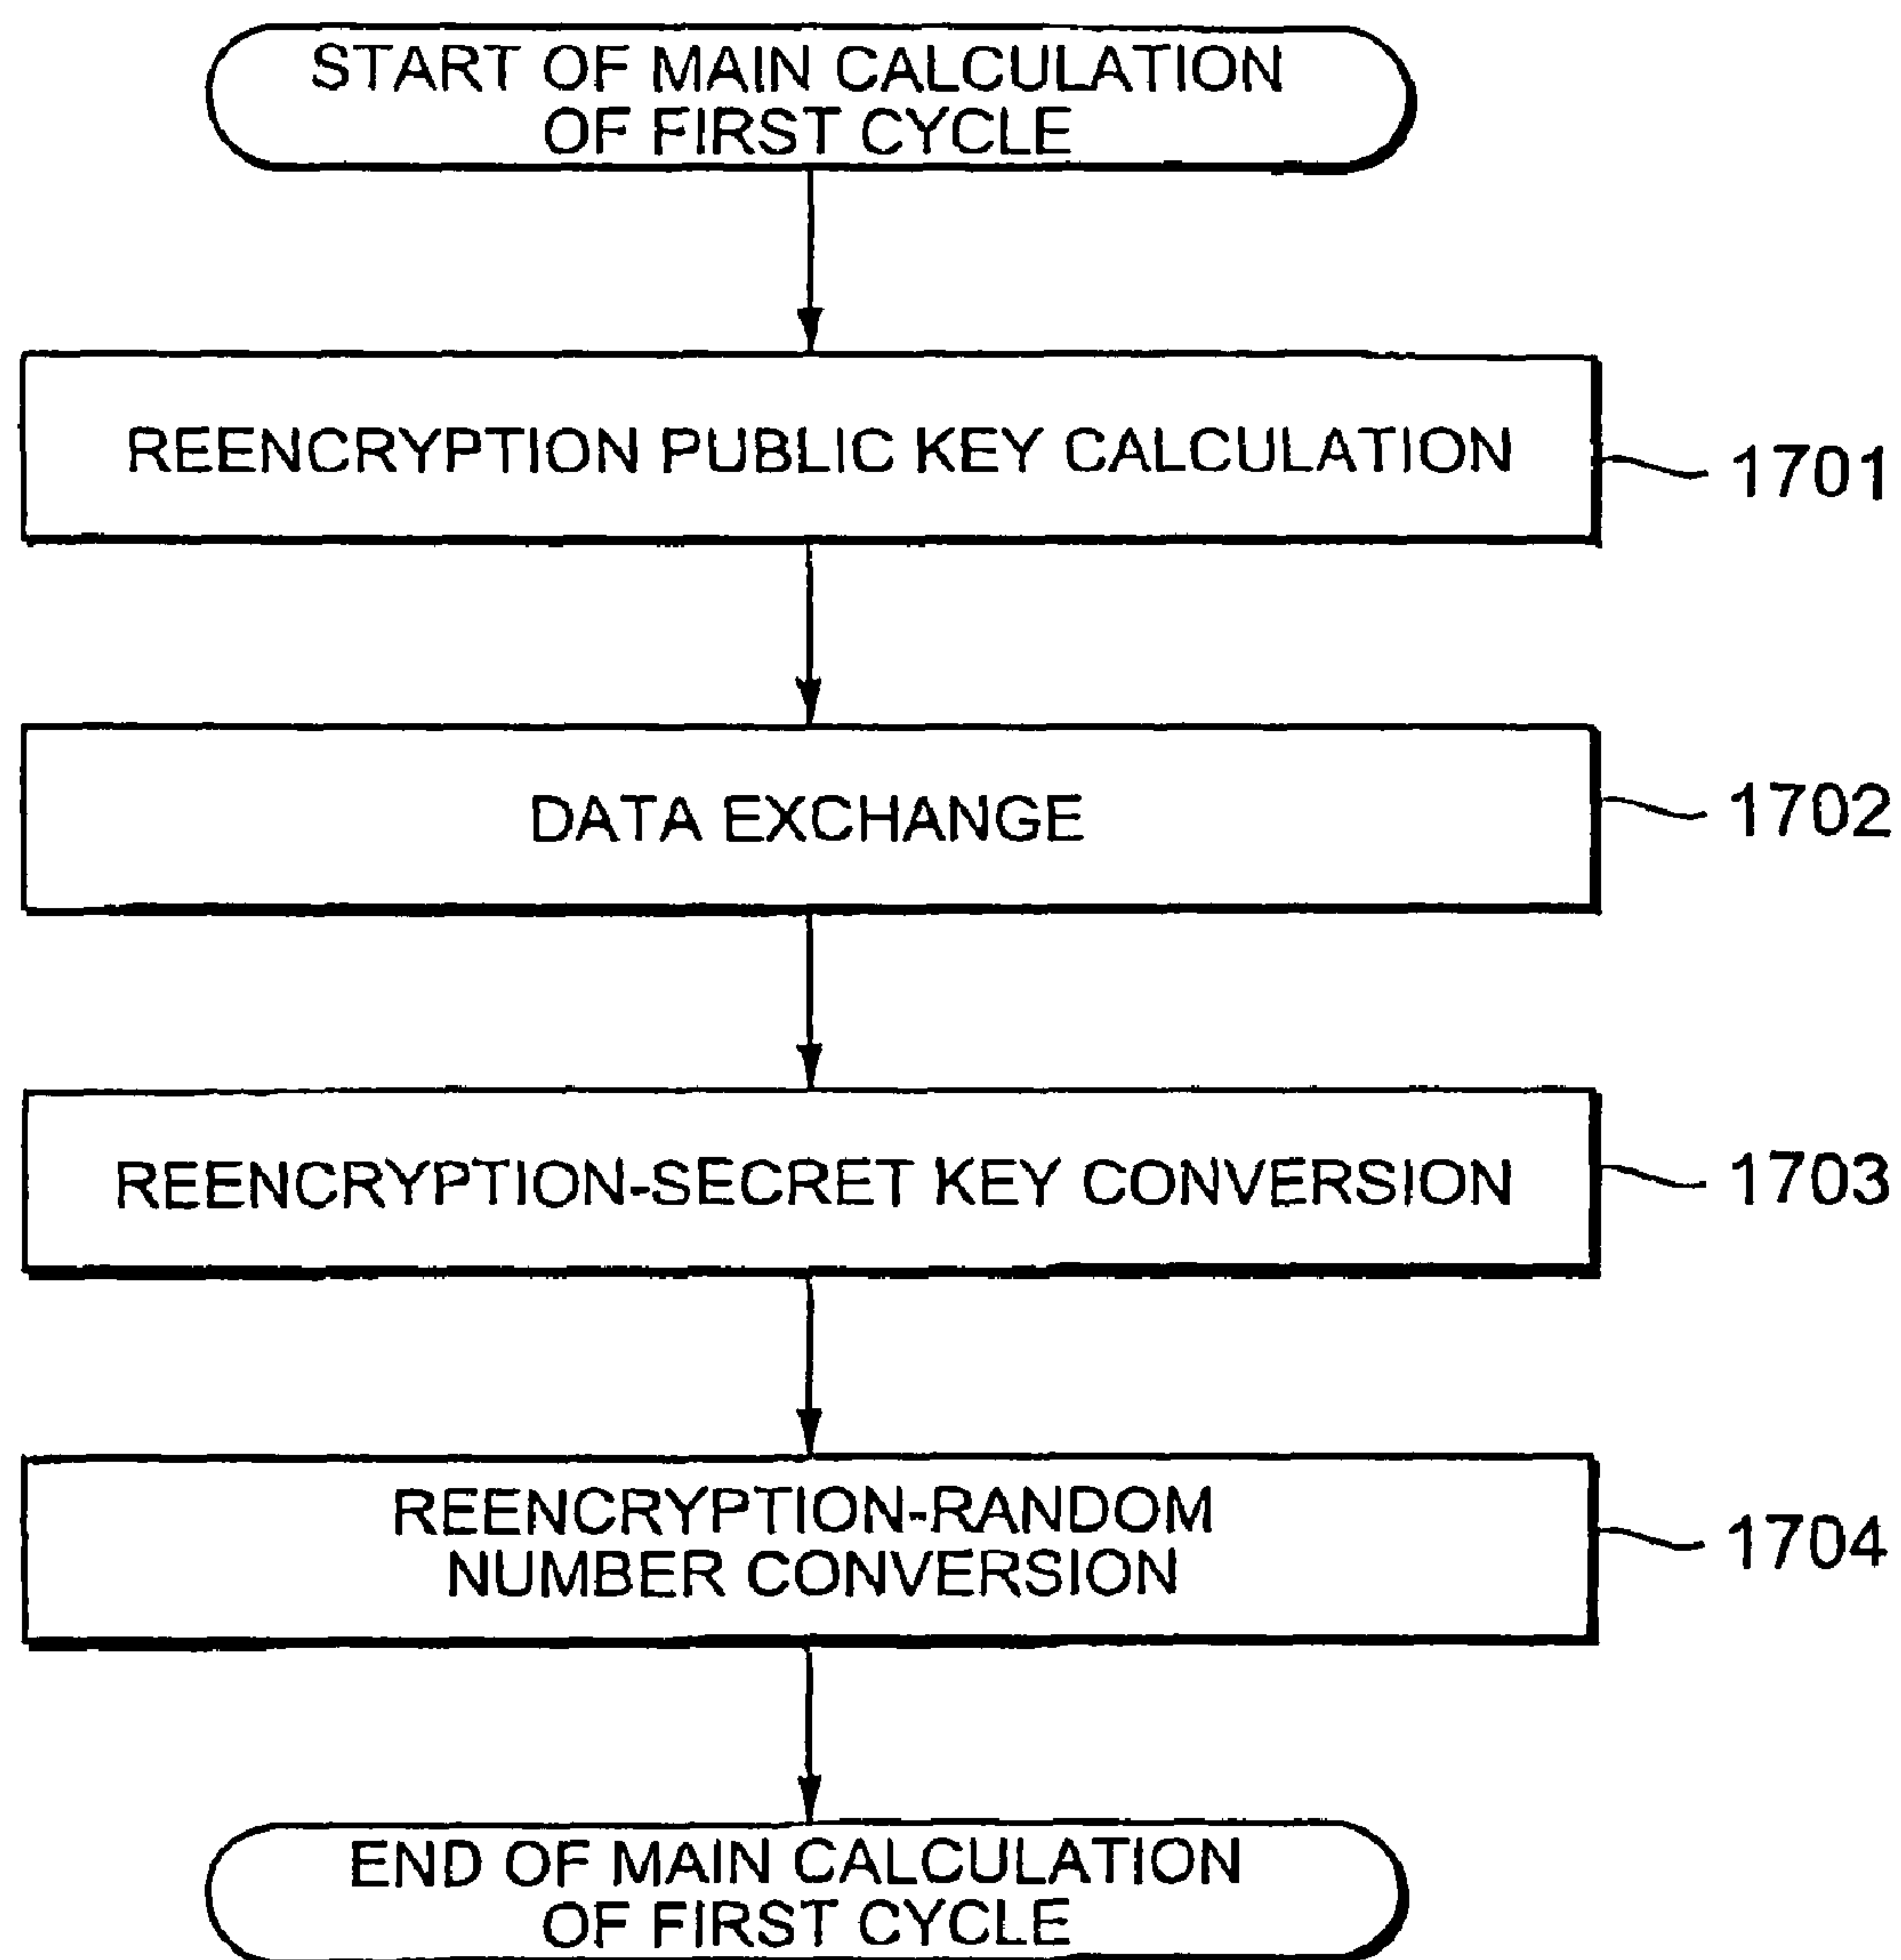 START OF MAIN CALCULATION
OF FIRST CYCLE
REENCRYPTION PUBLIC KEY CALCULATION
1701
DATA EXCHANGE
1702
REENCRYPTION-SECRET KEY CONVERSION
1703
REENCRYPTION-RANDOM
NUMBER CONVERSION
1704
END OF MAIN CALCULATION
OF FIRST CYCLE